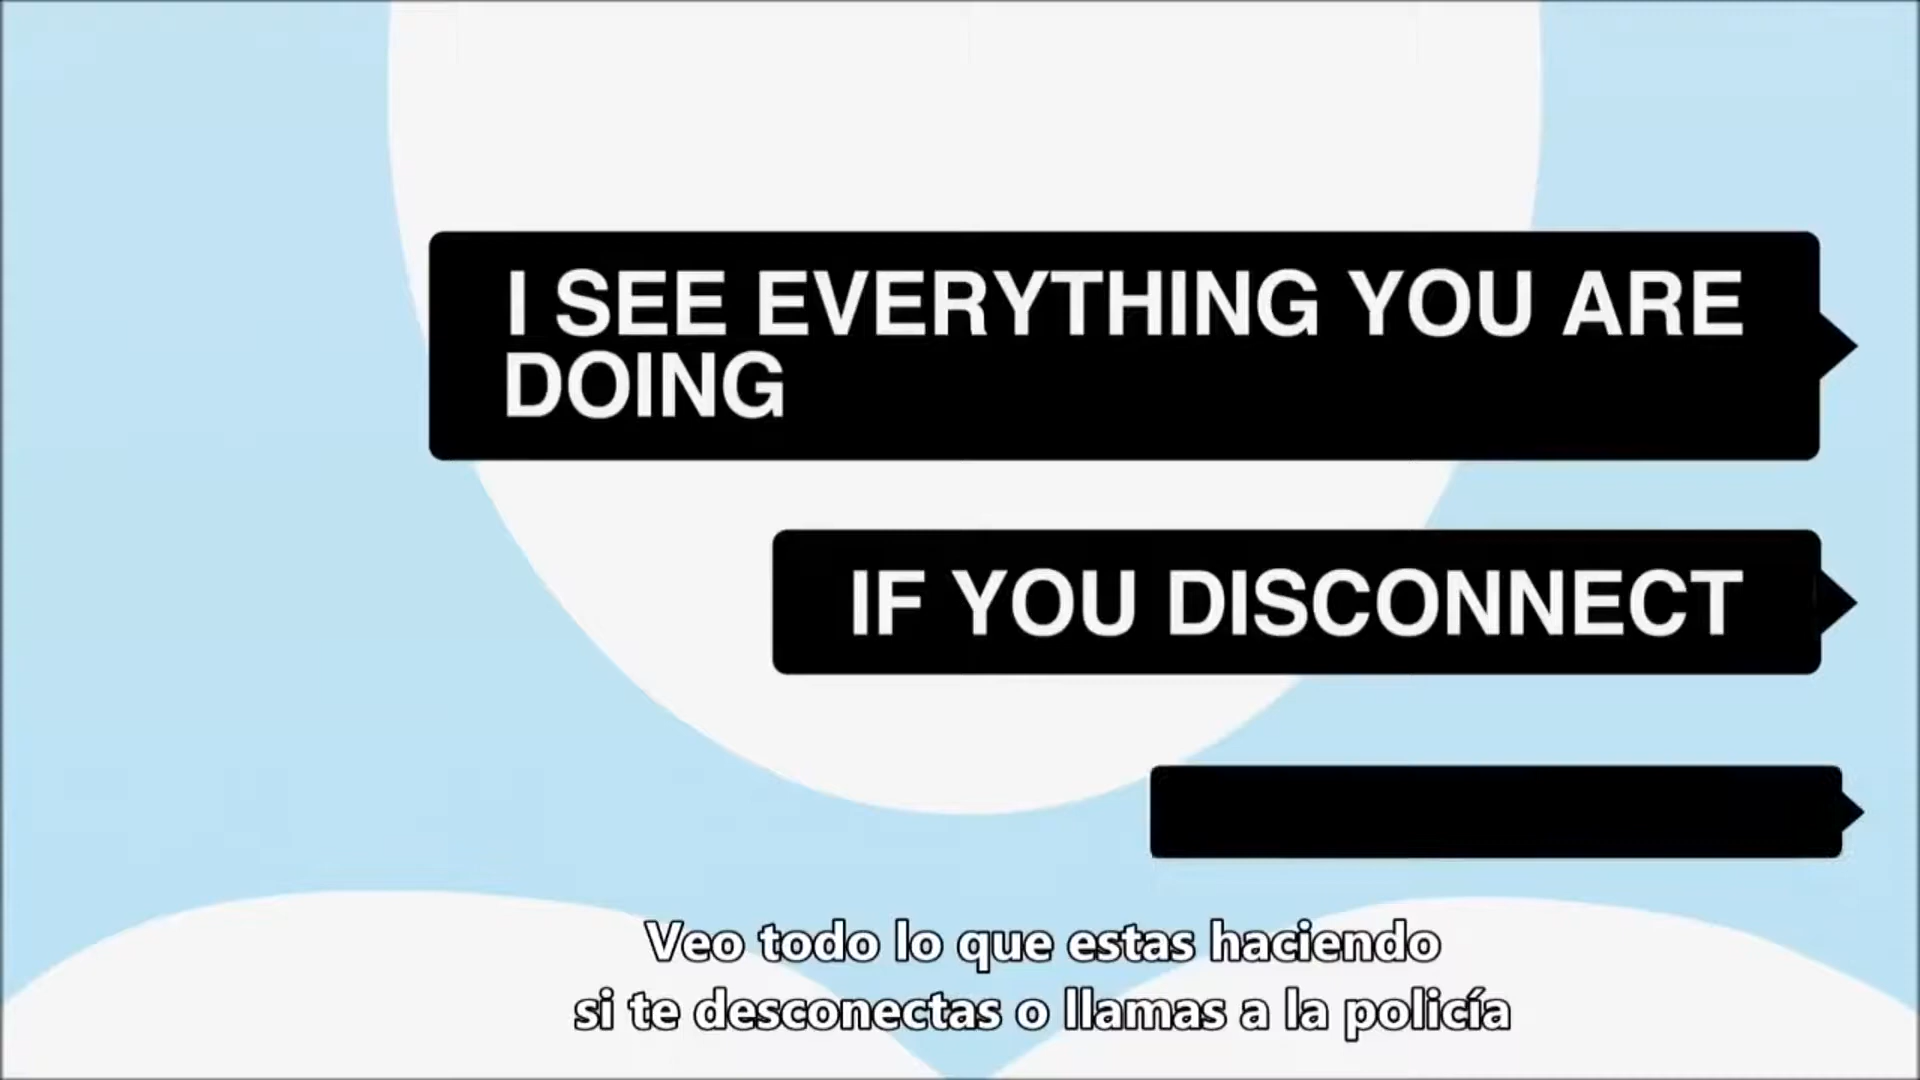 I SEE EVERYTHING YOU ARE
DOING
IF YOU DISCONNECT
Veo todo lo que estas haciendo
si te desconectas o llamas a la policía